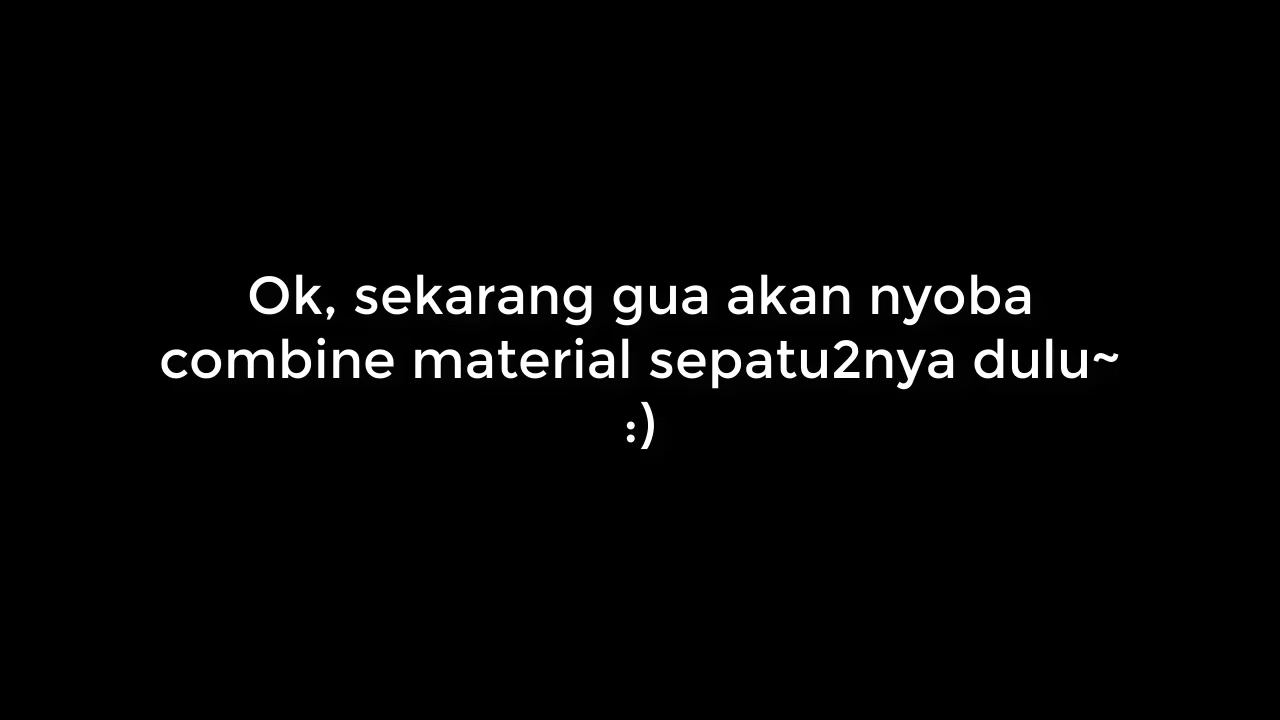 Ok, sekarang gua akan nyoba
combine material sepatu2nya dulu~
:)